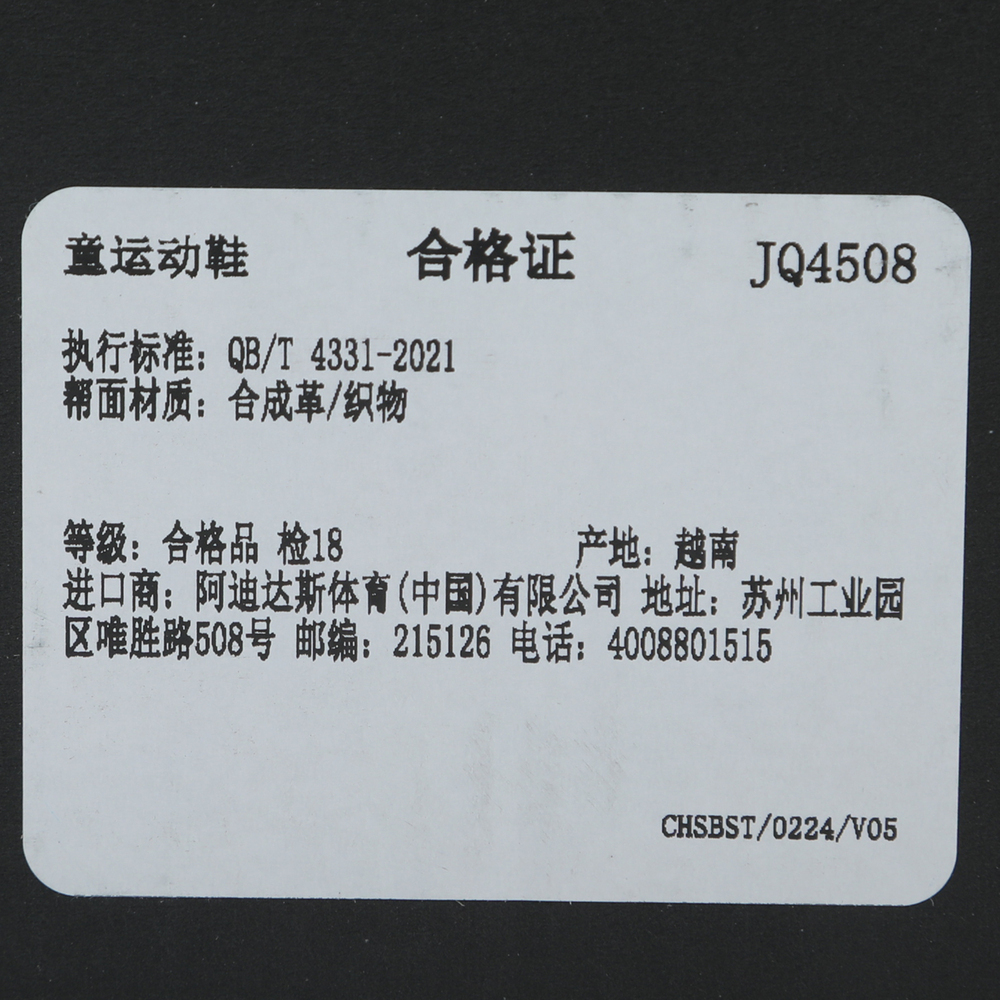 童运动鞋 合格证 JQ4508
执行标准：QB/T 4331-2021
帮面材质：合成革/织物
等级：合格品 检18 产地：越南
进口商：阿迪达斯体育(中国)有限公司 地址：苏州工业园
区唯胜路508号 邮编：215126 电话：4008801515
CHSBST/0224/V05